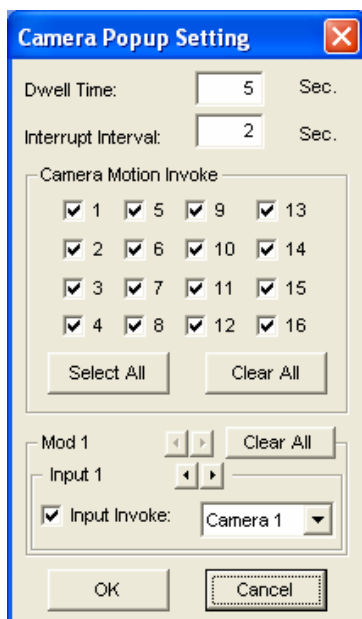 Camera Popup Setting
Dwell Time: 5 Sec.
Interrupt Interval: 2 Sec.
Camera Motion Invoke
1 5 9 13
2 6 10 14
3 7 11 15
4 8 12 16
Select All Clear All
Mod 1 Clear All
Input 1
Input Invoke: Camera 1
OK Cancel